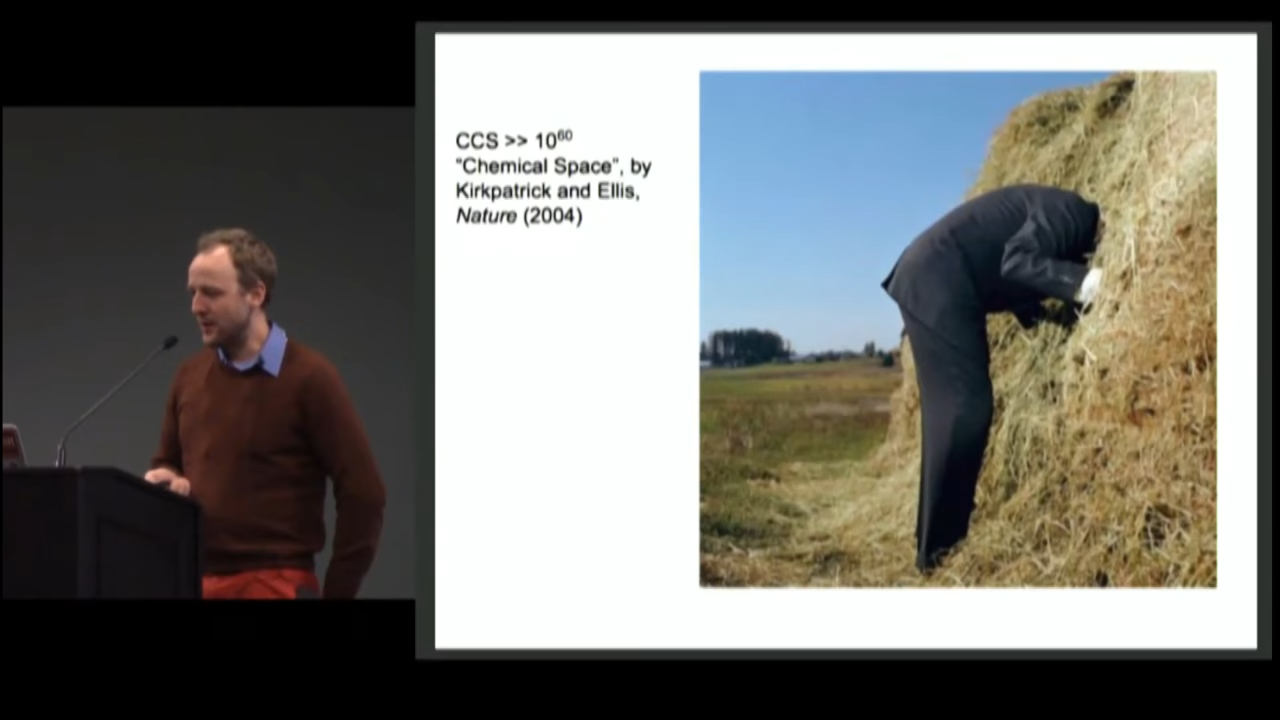 CCS >> 10⁶⁰
“Chemical Space”, by
Kirkpatrick and Ellis,
Nature (2004)